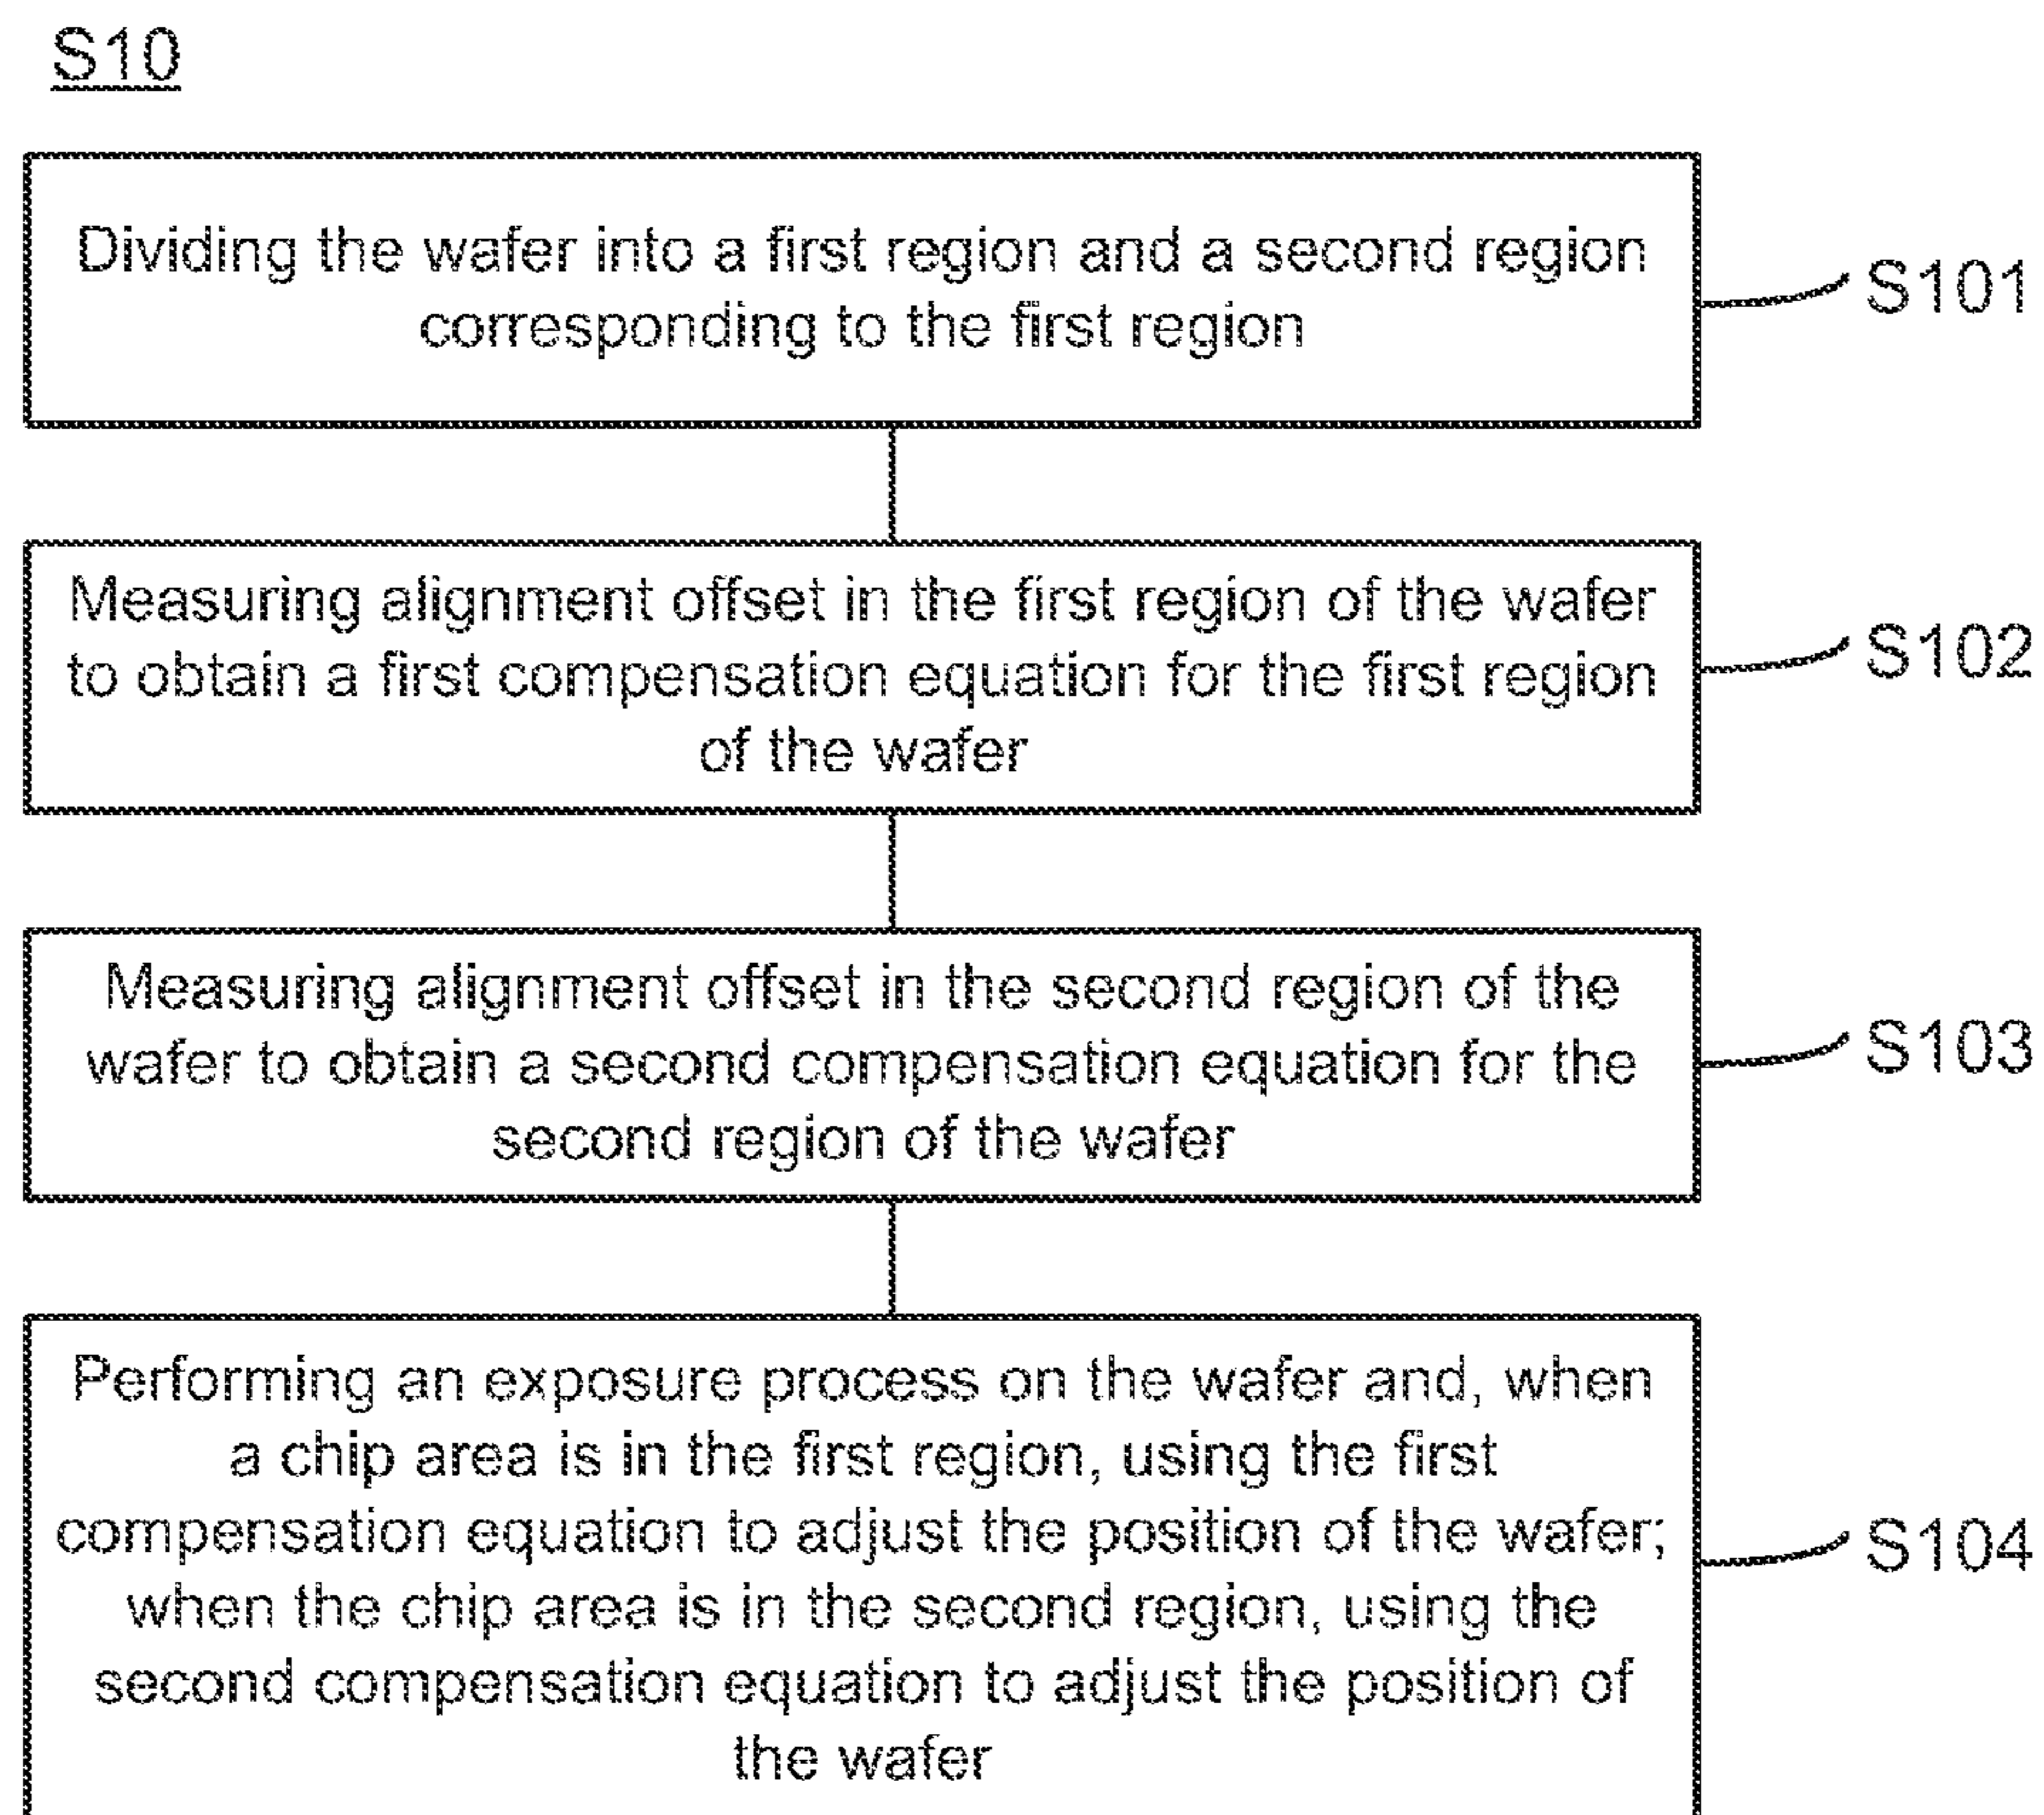 S10
Dividing the wafer into a first region and a second region
corresponding to the first region
S101
Measuring alignment offset in the first region of the wafer
to obtain a first compensation equation for the first region
of the wafer
S102
Measuring alignment offset in the second region of the
wafer to obtain a second compensation equation for the
second region of the wafer
S103
Performing an exposure process on the wafer and, when
a chip area is in the first region, using the first
compensation equation to adjust the position of the wafer;
when the chip area is in the second region, using the
second compensation equation to adjust the position of
the wafer
S104